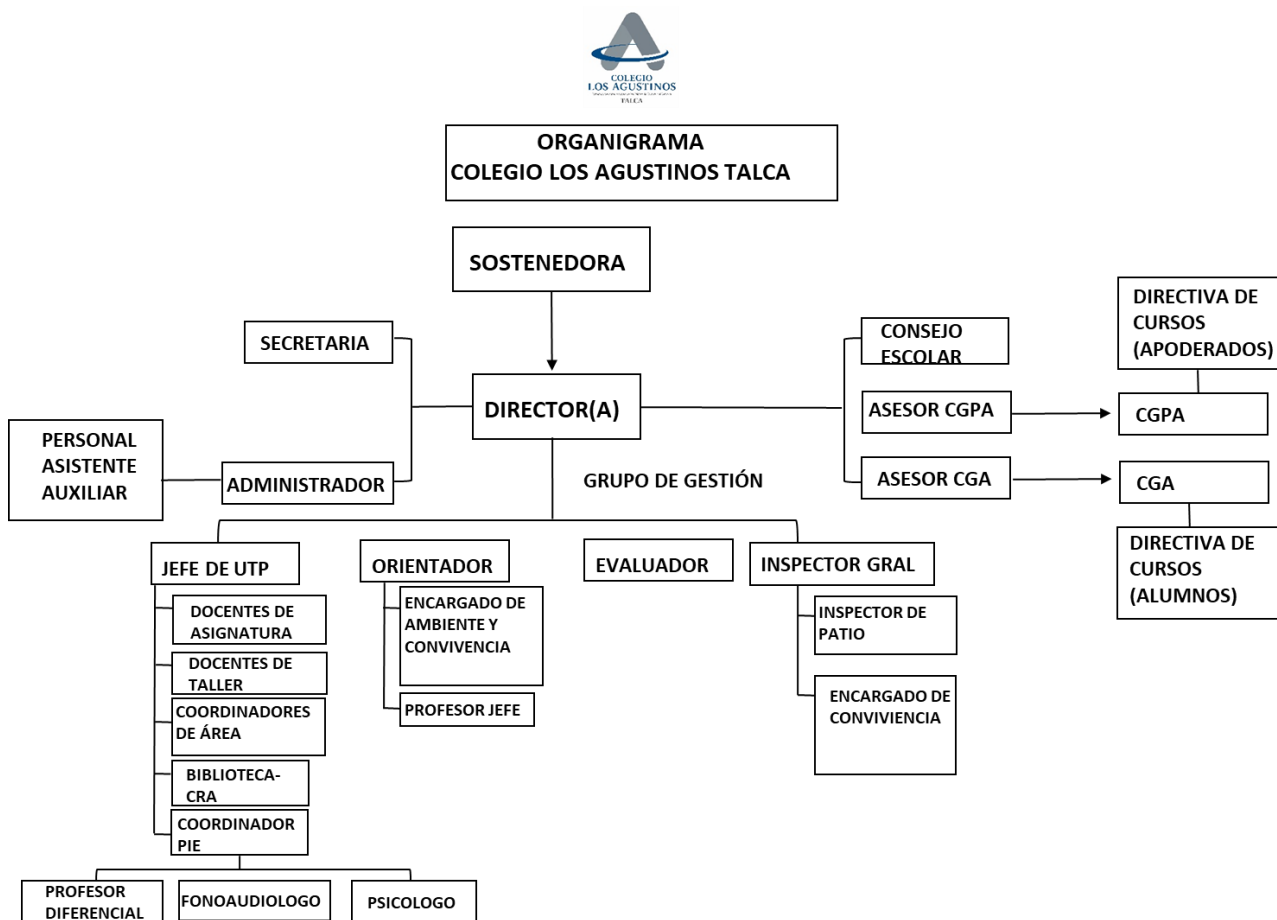 COLEGIO
LOS AGUSTINOS
TALCA
ORGANIGRAMA
COLEGIO LOS AGUSTINOS TALCA
SOSTENEDORA
SECRETARIA
DIRECTOR(A)
CONSEJO
ESCOLAR
DIRECTIVA DE
CURSOS
(APODERADOS)
ASESOR CGPA
CGPA
PERSONAL
ASISTENTE
AUXILIAR
ADMINISTRADOR
GRUPO DE GESTIÓN
ASESOR CGA
CGA
DIRECTIVA DE
CURSOS
(ALUMNOS)
JEFE DE UTP
ORIENTADOR
EVALUADOR
INSPECTOR GRAL
DOCENTES DE
ASIGNATURA
DOCENTES DE
TALLER
COORDINADORES
DE ÁREA
BIBLIOTECA-
CRA
COORDINADOR
PIE
ENCARGADO DE
AMBIENTE Y
CONVIVENCIA
PROFESOR JEFE
INSPECTOR DE
PATIO
ENCARGADO DE
CONVIVIENCIA
PROFESOR
DIFERENCIAL
FONOAUDIOLOGO
PSICOLOGO